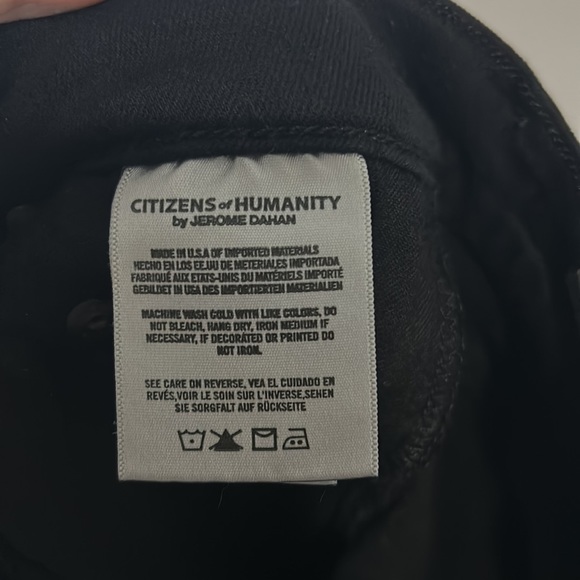 CITIZENS of HUMANITY
by JEROME DAHAN
MADE IN U.S.A OF IMPORTED MATERIALS
HECHO EN LOS EE.UU DE METERIALES IMPORTADA
FABRIQUÉ AUX ETATS-UNIS DU MATÉRIELS IMPORTÉ
GEBILDET IN USA DES IMPORTIERTEN MATERIALIEN
MACHINE WASH COLD WITH LIKE COLORS, DO
NOT BLEACH, HANG DRY, IRON MEDIUM IF
NECESSARY, IF DECORATED OR PRINTED DO
NOT IRON.
SEE CARE ON REVERSE, VEA EL CUIDADO EN
REVÉS,VOIR LE SOIN SUR L'INVERSE,SEHEN
SIE SORGFALT AUF RÜCKSEITE